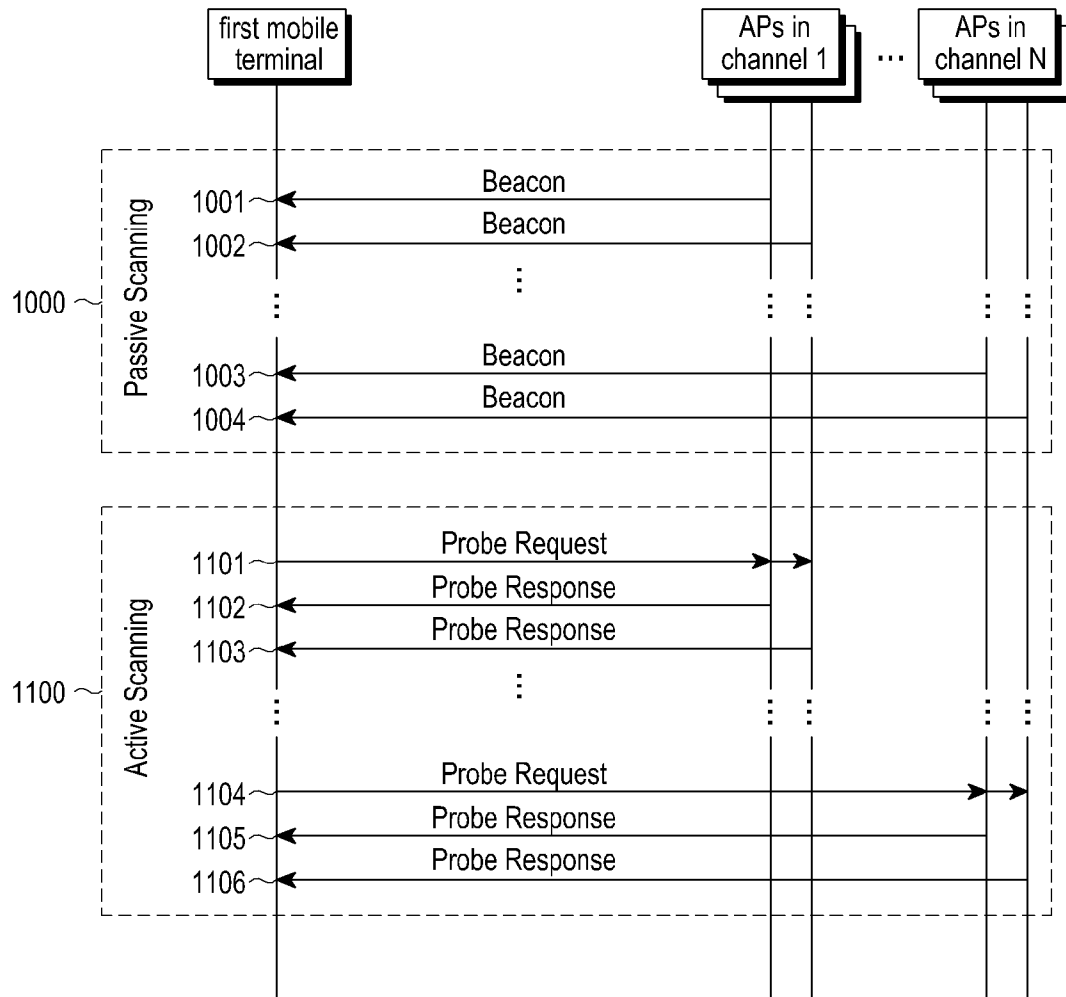 first mobile
terminal
APs in
channel 1
...
APs in
channel N
Passive Scanning
1000
1001
Beacon
1002
Beacon
1003
Beacon
1004
Beacon
Active Scanning
1100
1101
Probe Request
1102
Probe Response
1103
Probe Response
1104
Probe Request
1105
Probe Response
1106
Probe Response